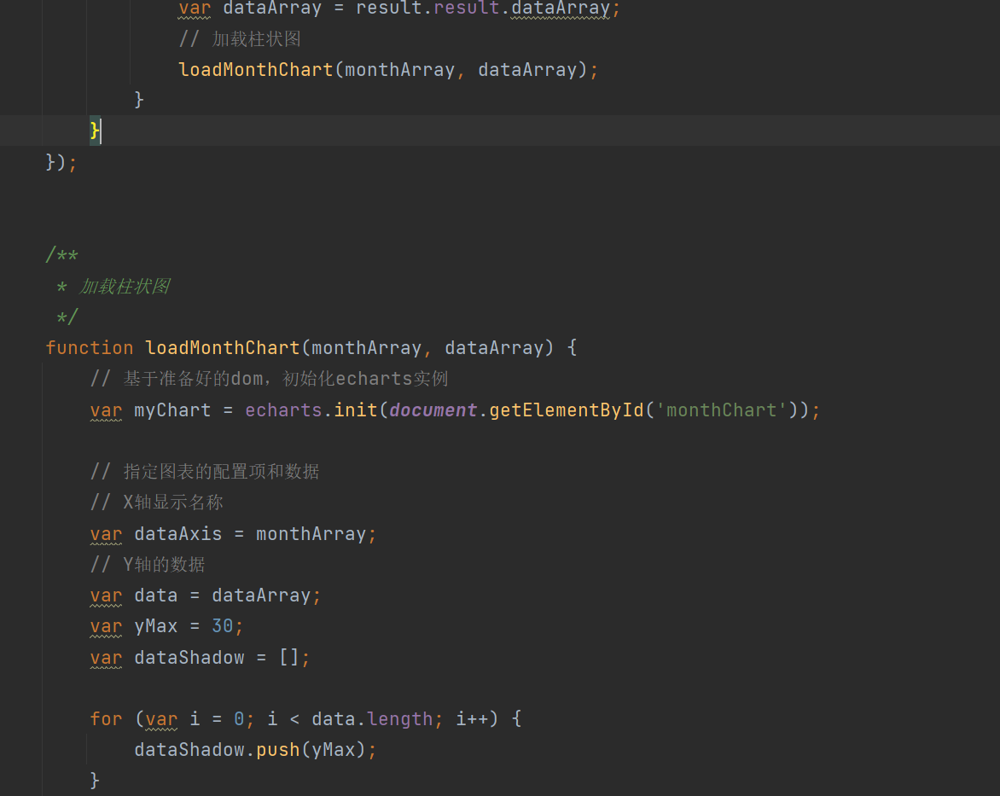 var dataArray = result.result.dataArray;
// 加载柱状图
loadMonthChart(monthArray, dataArray);
}
}
});
/**
* 加载柱状图
*/
function loadMonthChart(monthArray, dataArray) {
// 基于准备好的dom，初始化echarts实例
var myChart = echarts.init(document.getElementById('monthChart'));
// 指定图表的配置项和数据
// X轴显示名称
var dataAxis = monthArray;
// Y轴的数据
var data = dataArray;
var yMax = 30;
var dataShadow = [];
for (var i = 0; i < data.length; i++) {
dataShadow.push(yMax);
}